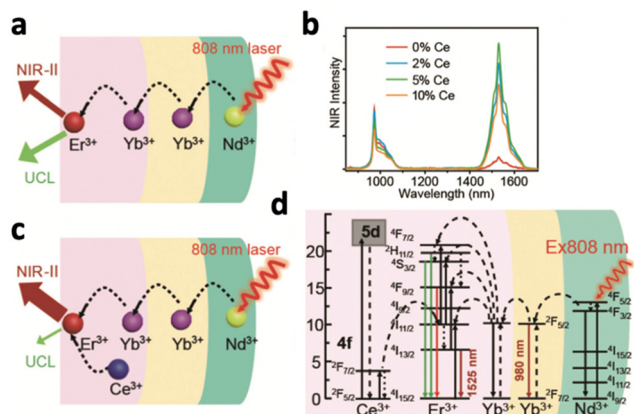 a
808 nm laser
NIR-II
Er³⁺
Yb³⁺
Yb³⁺
Nd³⁺
UCL
b
NIR Intensity
0% Ce
2% Ce
5% Ce
10% Ce
1000
1200
1400
1600
Wavelength (nm)
c
808 nm laser
NIR-II
Er³⁺
Yb³⁺
Yb³⁺
Nd³⁺
UCL
Ce³⁺
d
Ex808 nm
25
20
15
10
5
0
5d
4f
²F₇/₂
²F₅/₂
Ce³⁺
⁴F₇/₂
²H₁₁/₂
⁴S₃/₂
⁴F₉/₂
⁴I₉/₂
⁴I₁₁/₂
⁴I₁₃/₂
⁴I₁₅/₂
1525 nm
Er³⁺
Yb³⁺
²F₅/₂
980 nm
²F₇/₂
Yb³⁺
⁴F₅/₂
⁴F₃/₂
⁴I₁₅/₂
⁴I₁₃/₂
⁴I₁₁/₂
⁴I₉/₂
Nd³⁺